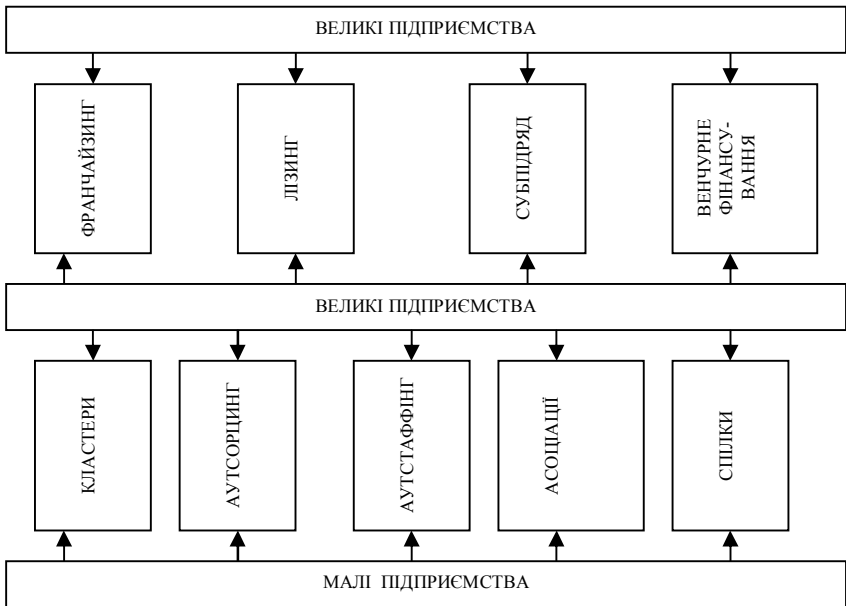 ВЕЛИКІ ПІДПРИЄМСТВА
ФРАНЧАЙЗИНГ
ЛІЗИНГ
СУБПІДРЯД
ВЕНЧУРНЕ
ФІНАНСУ-
ВАННЯ
ВЕЛИКІ ПІДПРИЄМСТВА
КЛАСТЕРИ
АУТСОРЦИНГ
АУТСТАФФІНГ
АСОЦІАЦІЇ
СПІЛКИ
МАЛІ ПІДПРИЄМСТВА